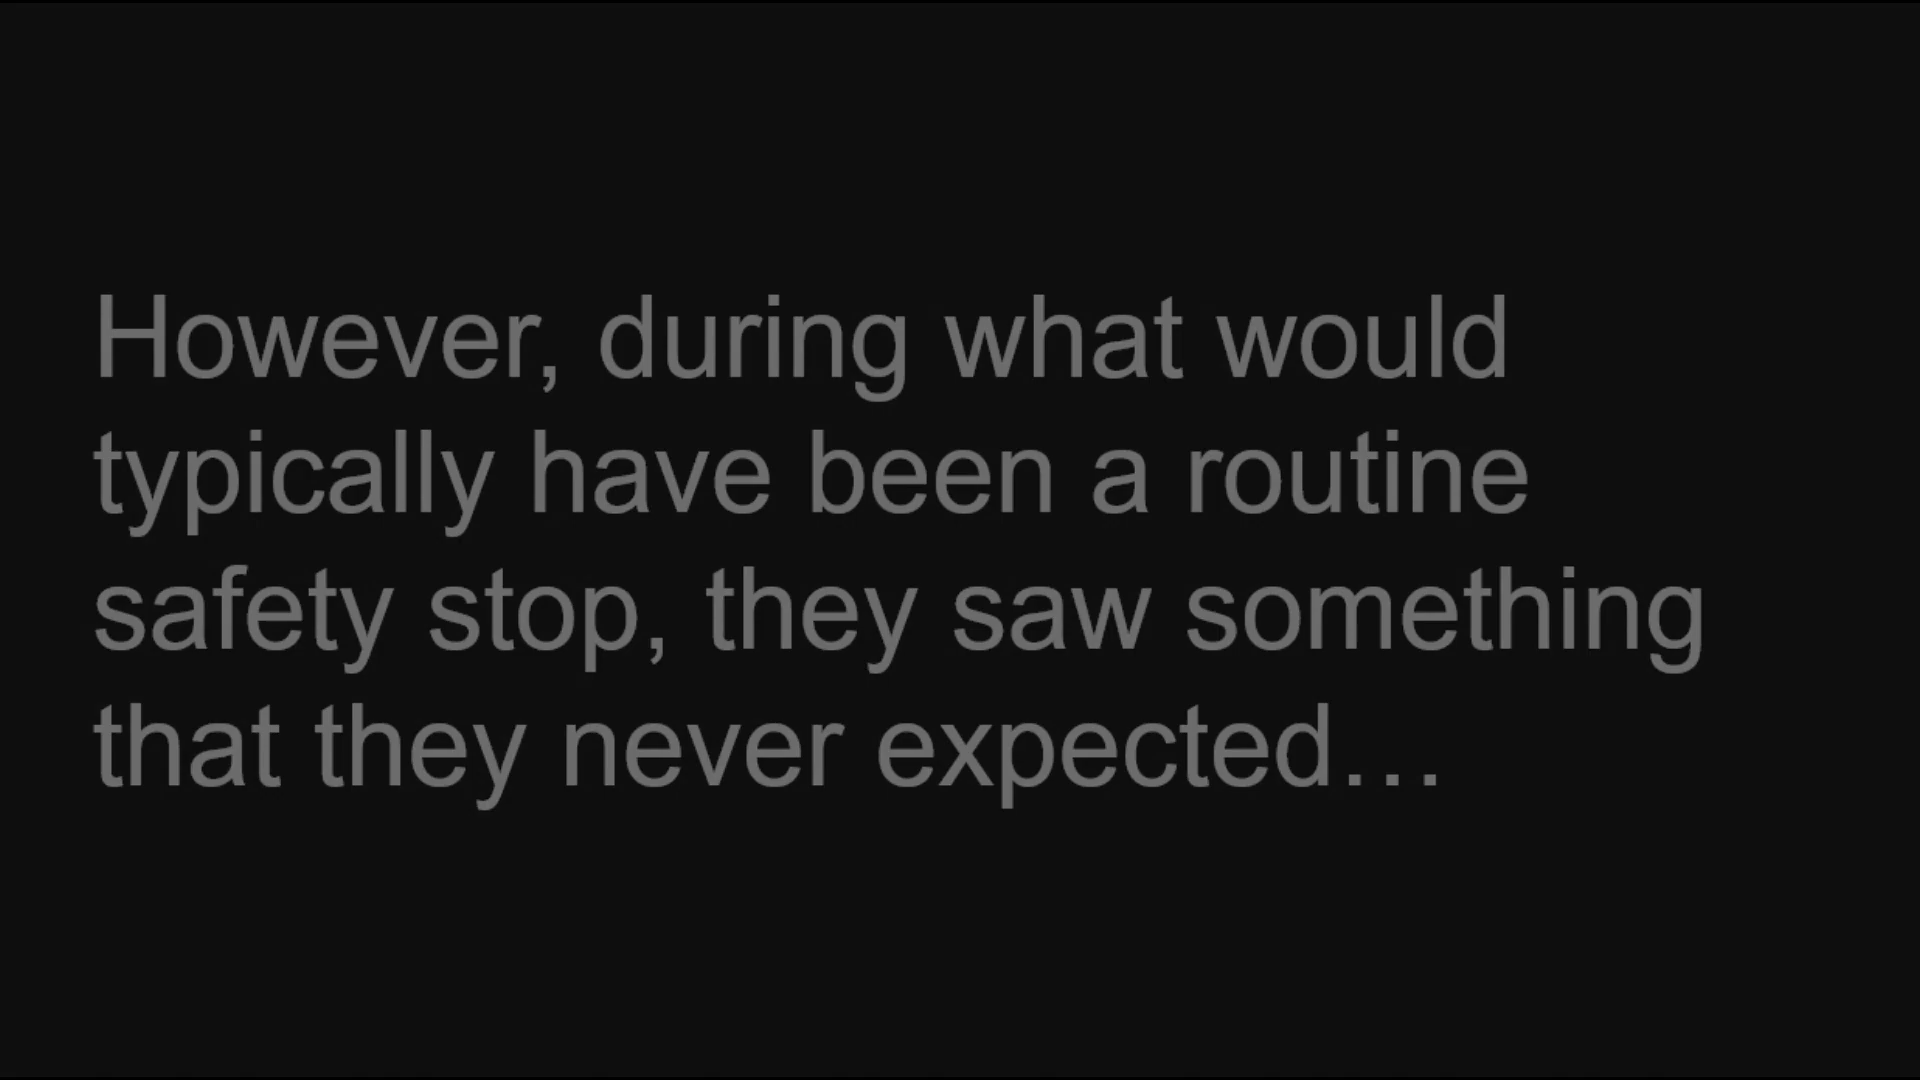 However, during what would
typically have been a routine
safety stop, they saw something
that they never expected…